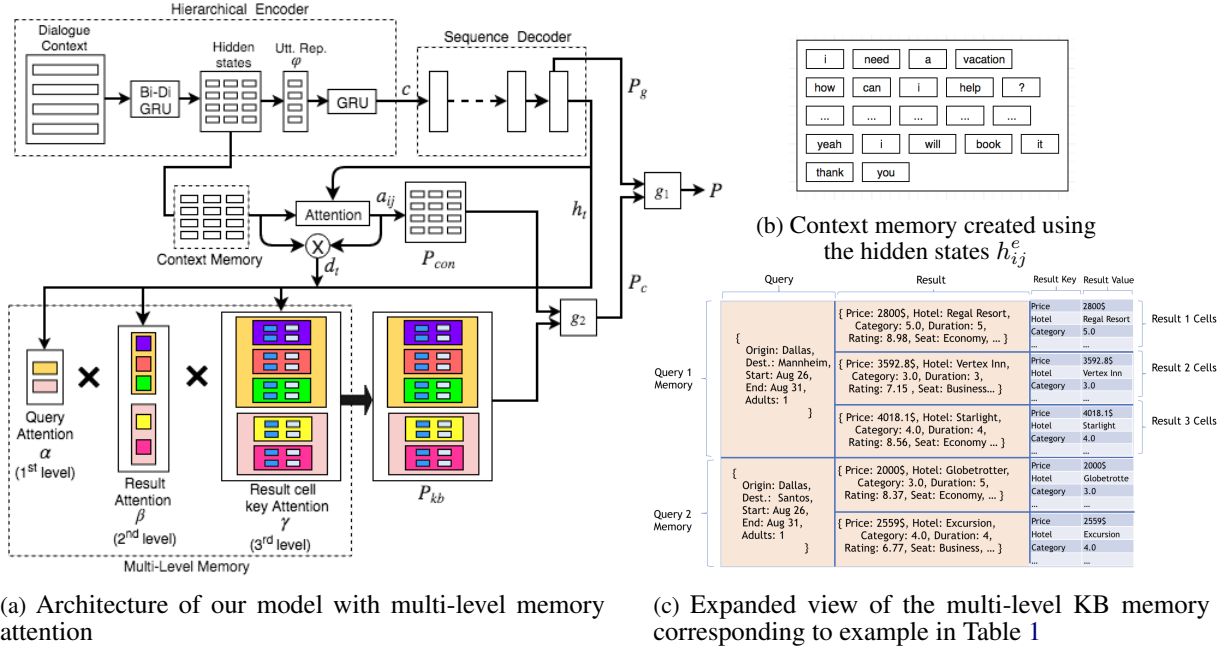 Hierarchical Encoder
Dialogue
Context
Hidden
states
Utt. Rep.
φ
Bi-Di
GRU
GRU
c
Sequence Decoder
P_g
g_1
P
Context Memory
Attention
a_{ij}
X
d_t
P_{con}
h_t
P_c
g_2
Query
Attention
α
(1st level)
Result
Attention
β
(2nd level)
Result cell
key Attention
γ
(3rd level)
P_{kb}
Multi-Level Memory
(a) Architecture of our model with multi-level memory
attention
i need a vacation
how can i help ?
... ... ... ... ...
yeah i will book it
thank you
(b) Context memory created using
the hidden states h^e_{ij}
Query Result Result Key Result Value
Query 1
Memory
{
Origin: Dallas,
Dest.: Mannheim,
Start: Aug 26,
End: Aug 31,
Adults: 1
}
{ Price: 2800$, Hotel: Regal Resort,
Category: 5.0, Duration: 5,
Rating: 8.98, Seat: Economy, ... }
Price 2800$
Hotel Regal Resort
Category 5.0
... ...
Result 1 Cells
{ Price: 3592.8$, Hotel: Vertex Inn,
Category: 3.0, Duration: 3,
Rating: 7.15 , Seat: Business... }
Price 3592.8$
Hotel Vertex Inn
Category 3.0
... ...
Result 2 Cells
{ Price: 4018.1$, Hotel: Starlight,
Category: 4.0, Duration: 4,
Rating: 8.56, Seat: Economy ... }
Price 4018.1$
Hotel Starlight
Category 4.0
... ...
Result 3 Cells
Query 2
Memory
{
Origin: Dallas,
Dest.: Santos,
Start: Aug 26,
End: Aug 31,
Adults: 1
}
{ Price: 2000$, Hotel: Globetrotter,
Category: 3.0, Duration: 5,
Rating: 8.37, Seat: Economy, ... }
Price 2000$
Hotel Globetrotte
Category 3.0
... ...
{ Price: 2559$, Hotel: Excursion,
Category: 4.0, Duration: 4,
Rating: 6.77, Seat: Business, ... }
Price 2559$
Hotel Excursion
Category 4.0
... ...
(c) Expanded view of the multi-level KB memory
corresponding to example in Table 1